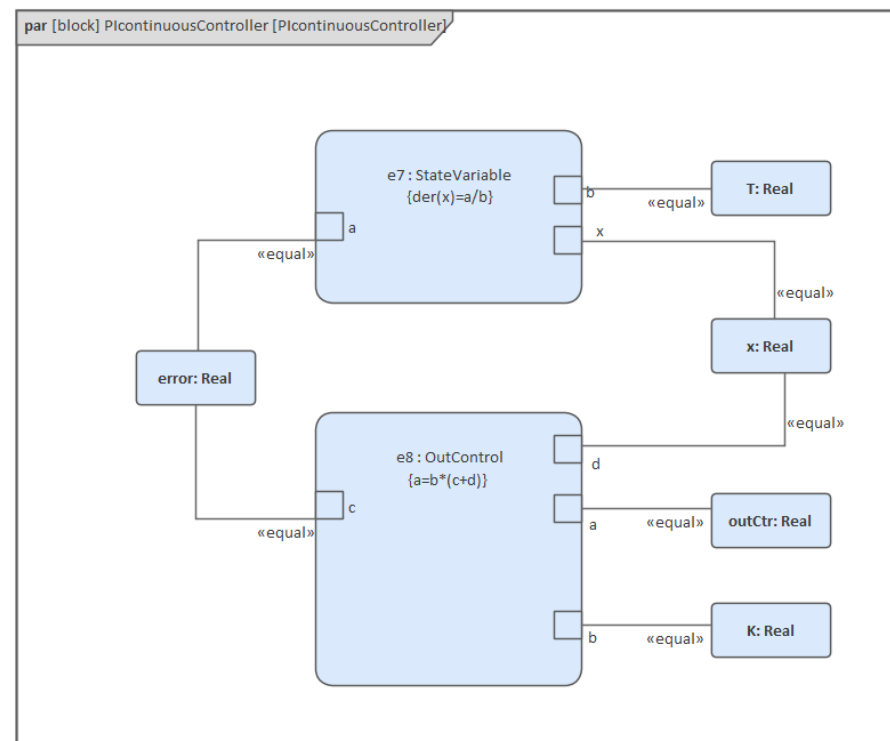 par [block] PIcontinuousController [PIcontinuousController]
e7 : StateVariable
{der(x)=a/b}
b
«equal»
T: Real
a
«equal»
x
«equal»
x: Real
error: Real
«equal»
e8 : OutControl
{a=b*(c+d)}
d
c
«equal»
a
«equal»
outCtr: Real
b
«equal»
K: Real